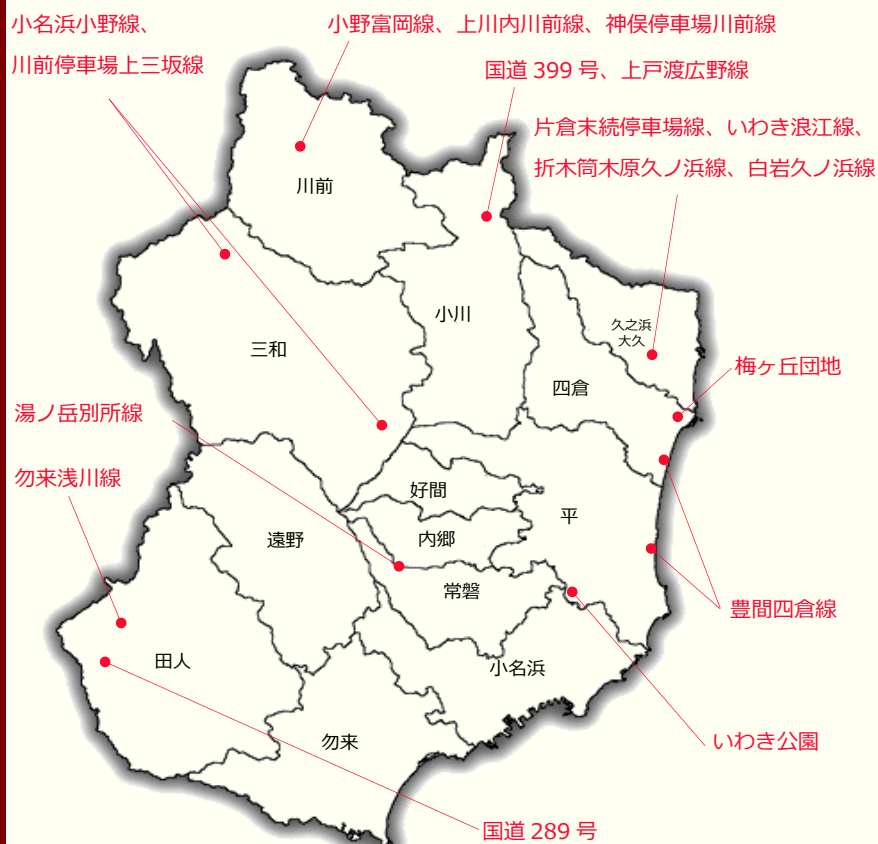 小名浜小野線、
川前停車場上三坂線
小野富岡線、上川内川前線、神俣停車場川前線
国道 399 号、上戸渡広野線
片倉末続停車場線、いわき浪江線、
折木筒木原久ノ浜線、白岩久ノ浜線
川前
小川
久之浜
大久
三和
四倉
梅ヶ丘団地
湯ノ岳別所線
勿来浅川線
好間
平
遠野
内郷
常磐
豊間四倉線
田人
小名浜
勿来
いわき公園
国道 289 号